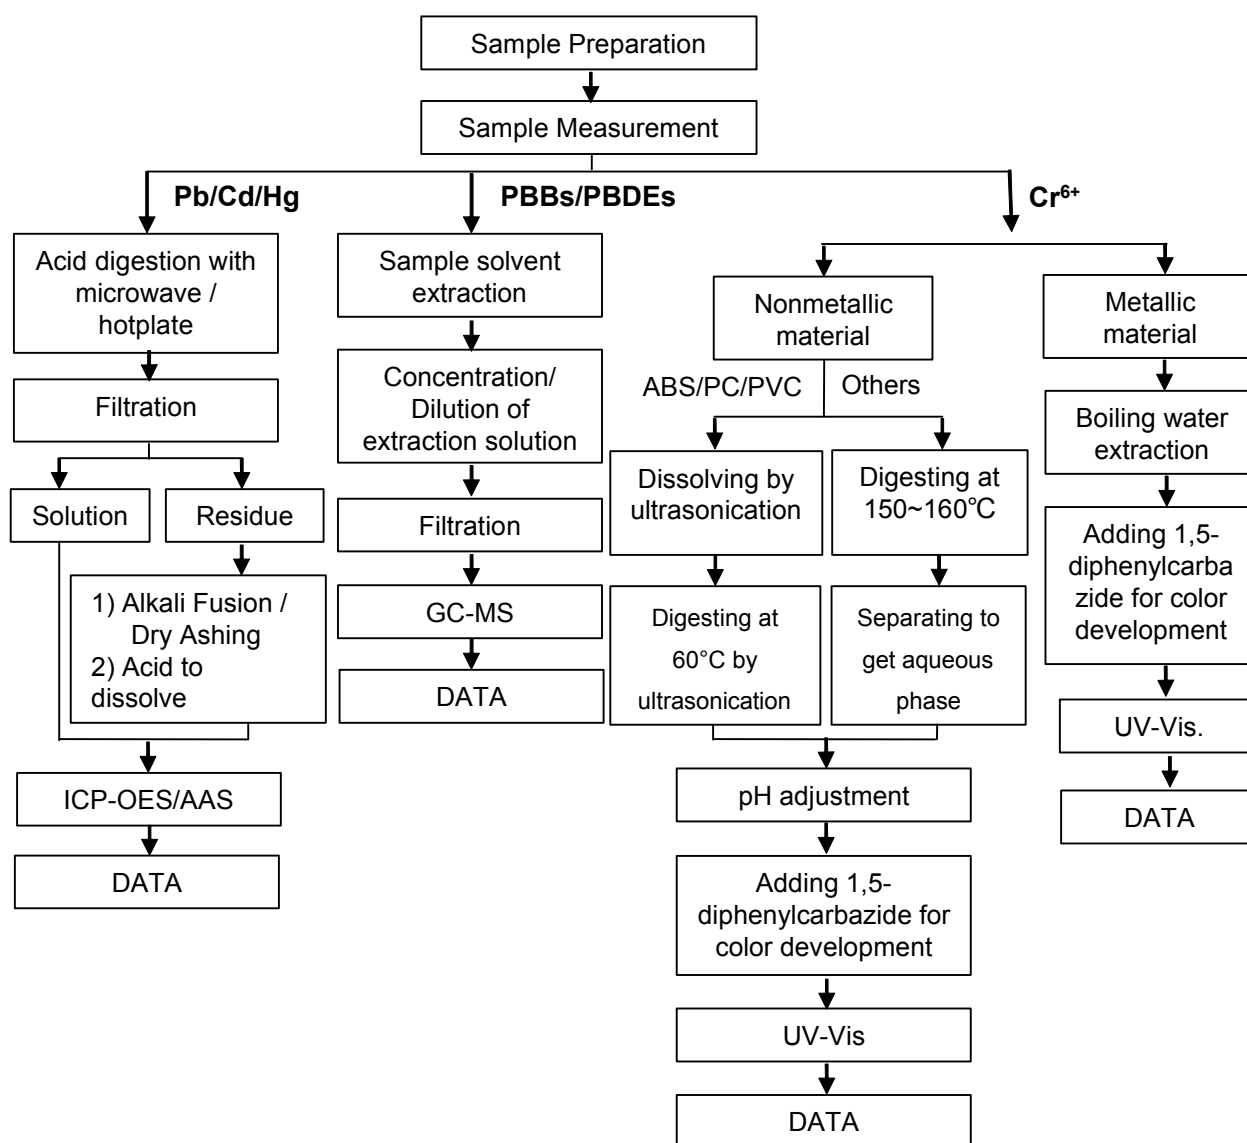 Sample Preparation
Sample Measurement
Pb/Cd/Hg
PBBs/PBDEs
Cr⁶⁺
Acid digestion with
microwave /
hotplate
Filtration
Solution
Residue
1) Alkali Fusion /
Dry Ashing
2) Acid to
dissolve
ICP-OES/AAS
DATA
Sample solvent
extraction
Concentration/
Dilution of
extraction solution
Filtration
GC-MS
DATA
Nonmetallic
material
ABS/PC/PVC
Others
Dissolving by
ultrasonication
Digesting at
60°C by
ultrasonication
Digesting at
150~160℃
Separating to
get aqueous
phase
pH adjustment
Adding 1,5-
diphenylcarbazide for
color development
UV-Vis
DATA
Metallic
material
Boiling water
extraction
Adding 1,5-
diphenylcarba
zide for color
development
UV-Vis.
DATA